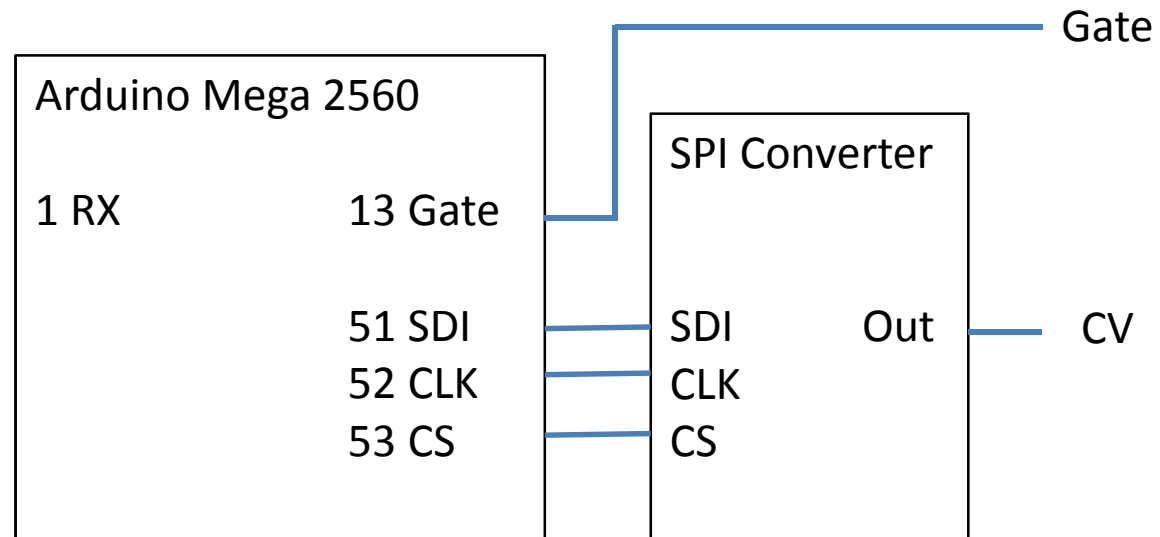 Gate
Arduino Mega 2560
SPI Converter
1 RX 13 Gate
51 SDI SDI Out CV
52 CLK CLK
53 CS CS